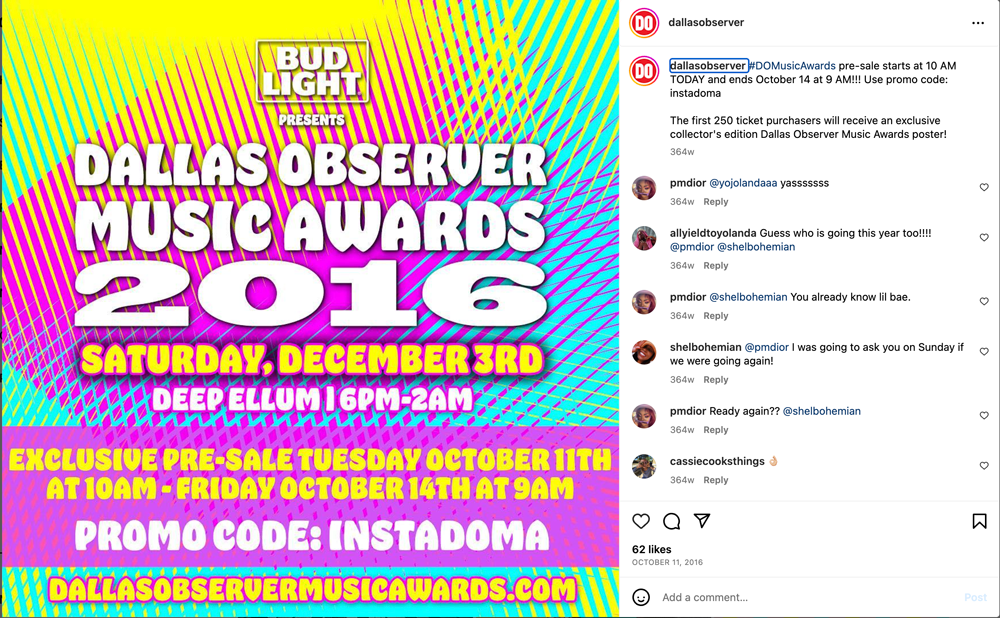 BUD
LIGHT
PRESENTS
DALLAS OBSERVER
MUSIC AWARDS
2016
SATURDAY, DECEMBER 3RD
DEEP ELLUM | 6PM-2AM
EXCLUSIVE PRE-SALE TUESDAY OCTOBER 11TH
AT 10AM - FRIDAY OCTOBER 14TH AT 9AM
PROMO CODE: INSTADOMA
DALLASOBSERVERMUSICAWARDS.COM
DO dallasobserver
DO dallasobserver #DOMusicAwards pre-sale starts at 10 AM
TODAY and ends October 14 at 9 AM!!! Use promo code:
instadoma
The first 250 ticket purchasers will receive an exclusive
collector's edition Dallas Observer Music Awards poster!
364w
pmdior @yojolandaaa yasssssss
364w Reply
allyieldtoyolanda Guess who is going this year too!!!!
@pmdior @shelbohemian
364w Reply
pmdior @shelbohemian You already know lil bae.
364w Reply
shelbohemian @pmdior I was going to ask you on Sunday if
we were going again!
364w Reply
pmdior Ready again?? @shelbohemian
364w Reply
cassiecooksthings 👌🏼
364w Reply
62 likes
OCTOBER 11, 2016
Add a comment...
Post